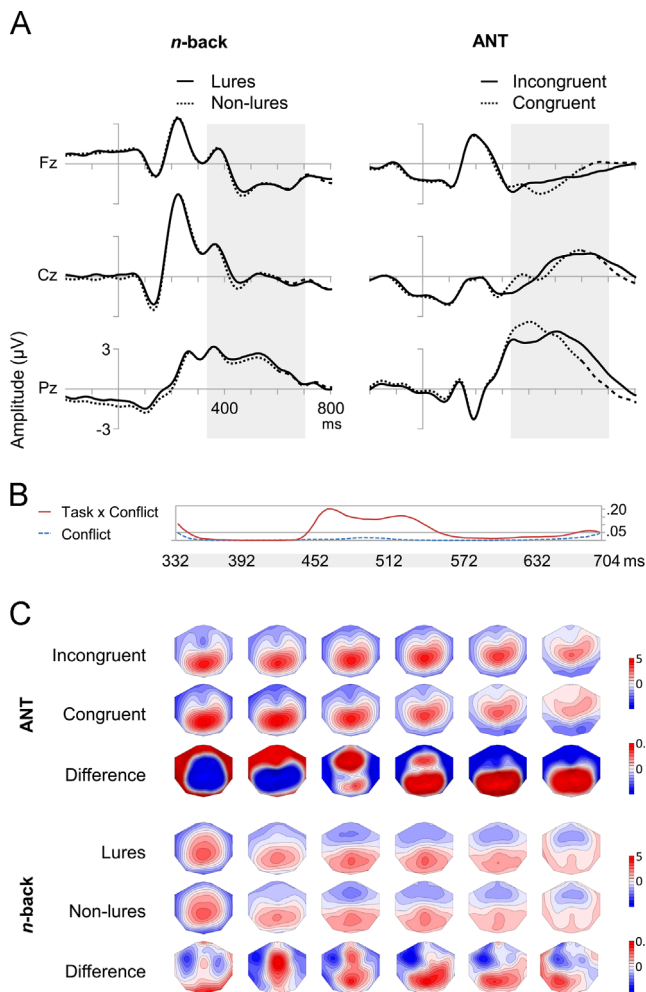 A
n-back
ANT
Lures
Non-lures
Incongruent
Congruent
Fz
Cz
Pz
Amplitude (µV)
3
-3
400
800
ms
B
Task x Conflict
Conflict
.20
.05
332 392 452 512 572 632 704 ms
C
ANT
Incongruent
5
0
Congruent
Difference
0.
0
n-back
Lures
5
0
Non-lures
Difference
0.
0